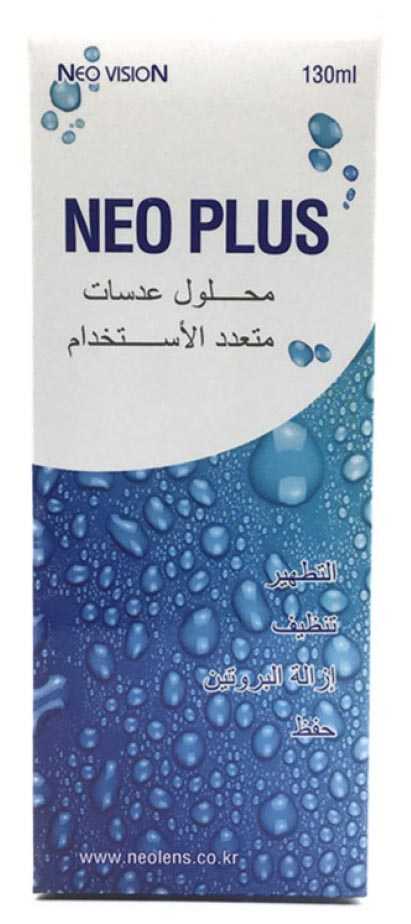 NEO VISION 130ml
NEO PLUS
محلول عدسات
متعدد الأستخدام
التطهير
تنظيف
إزالة البروتين
حفظ
www.neolens.co.kr